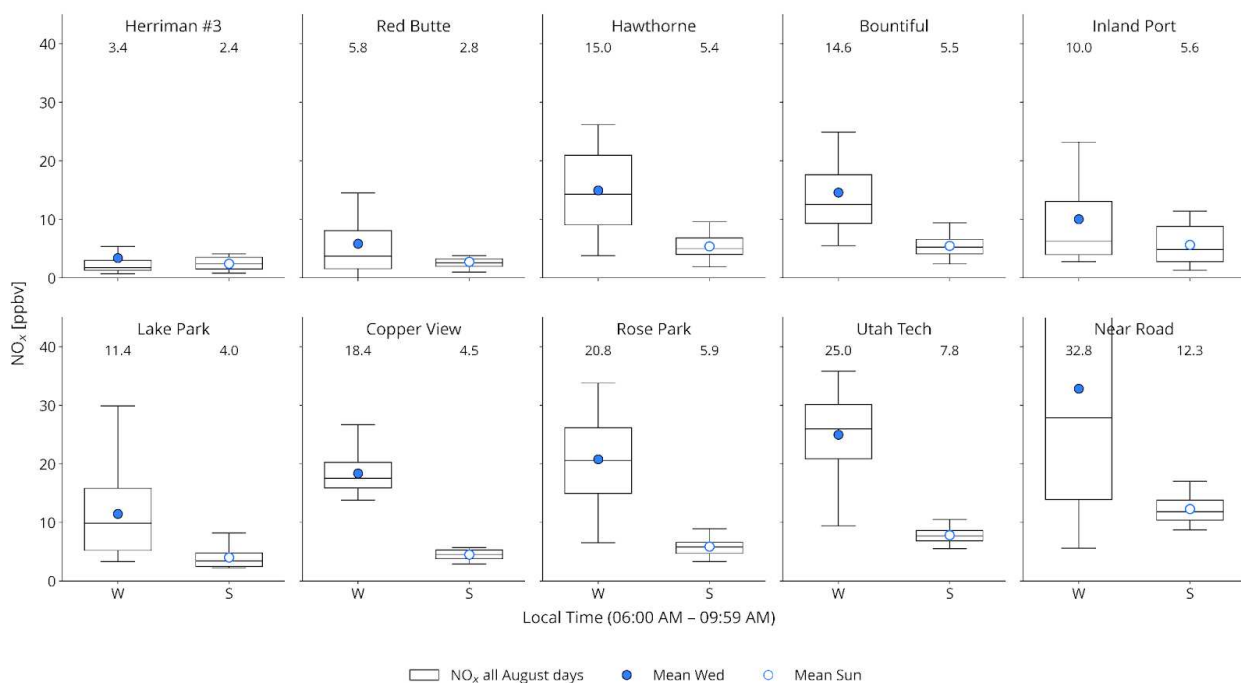 Herriman #3
3.4 2.4
Red Butte
5.8 2.8
Hawthorne
15.0 5.4
Bountiful
14.6 5.5
Inland Port
10.0 5.6
40
30
20
10
0
NOx [ppbv]
Lake Park
11.4 4.0
Copper View
18.4 4.5
Rose Park
20.8 5.9
Utah Tech
25.0 7.8
Near Road
32.8 12.3
40
30
20
10
0
W S W S W S W S W S
Local Time (06:00 AM – 09:59 AM)
NOx all August days Mean Wed Mean Sun